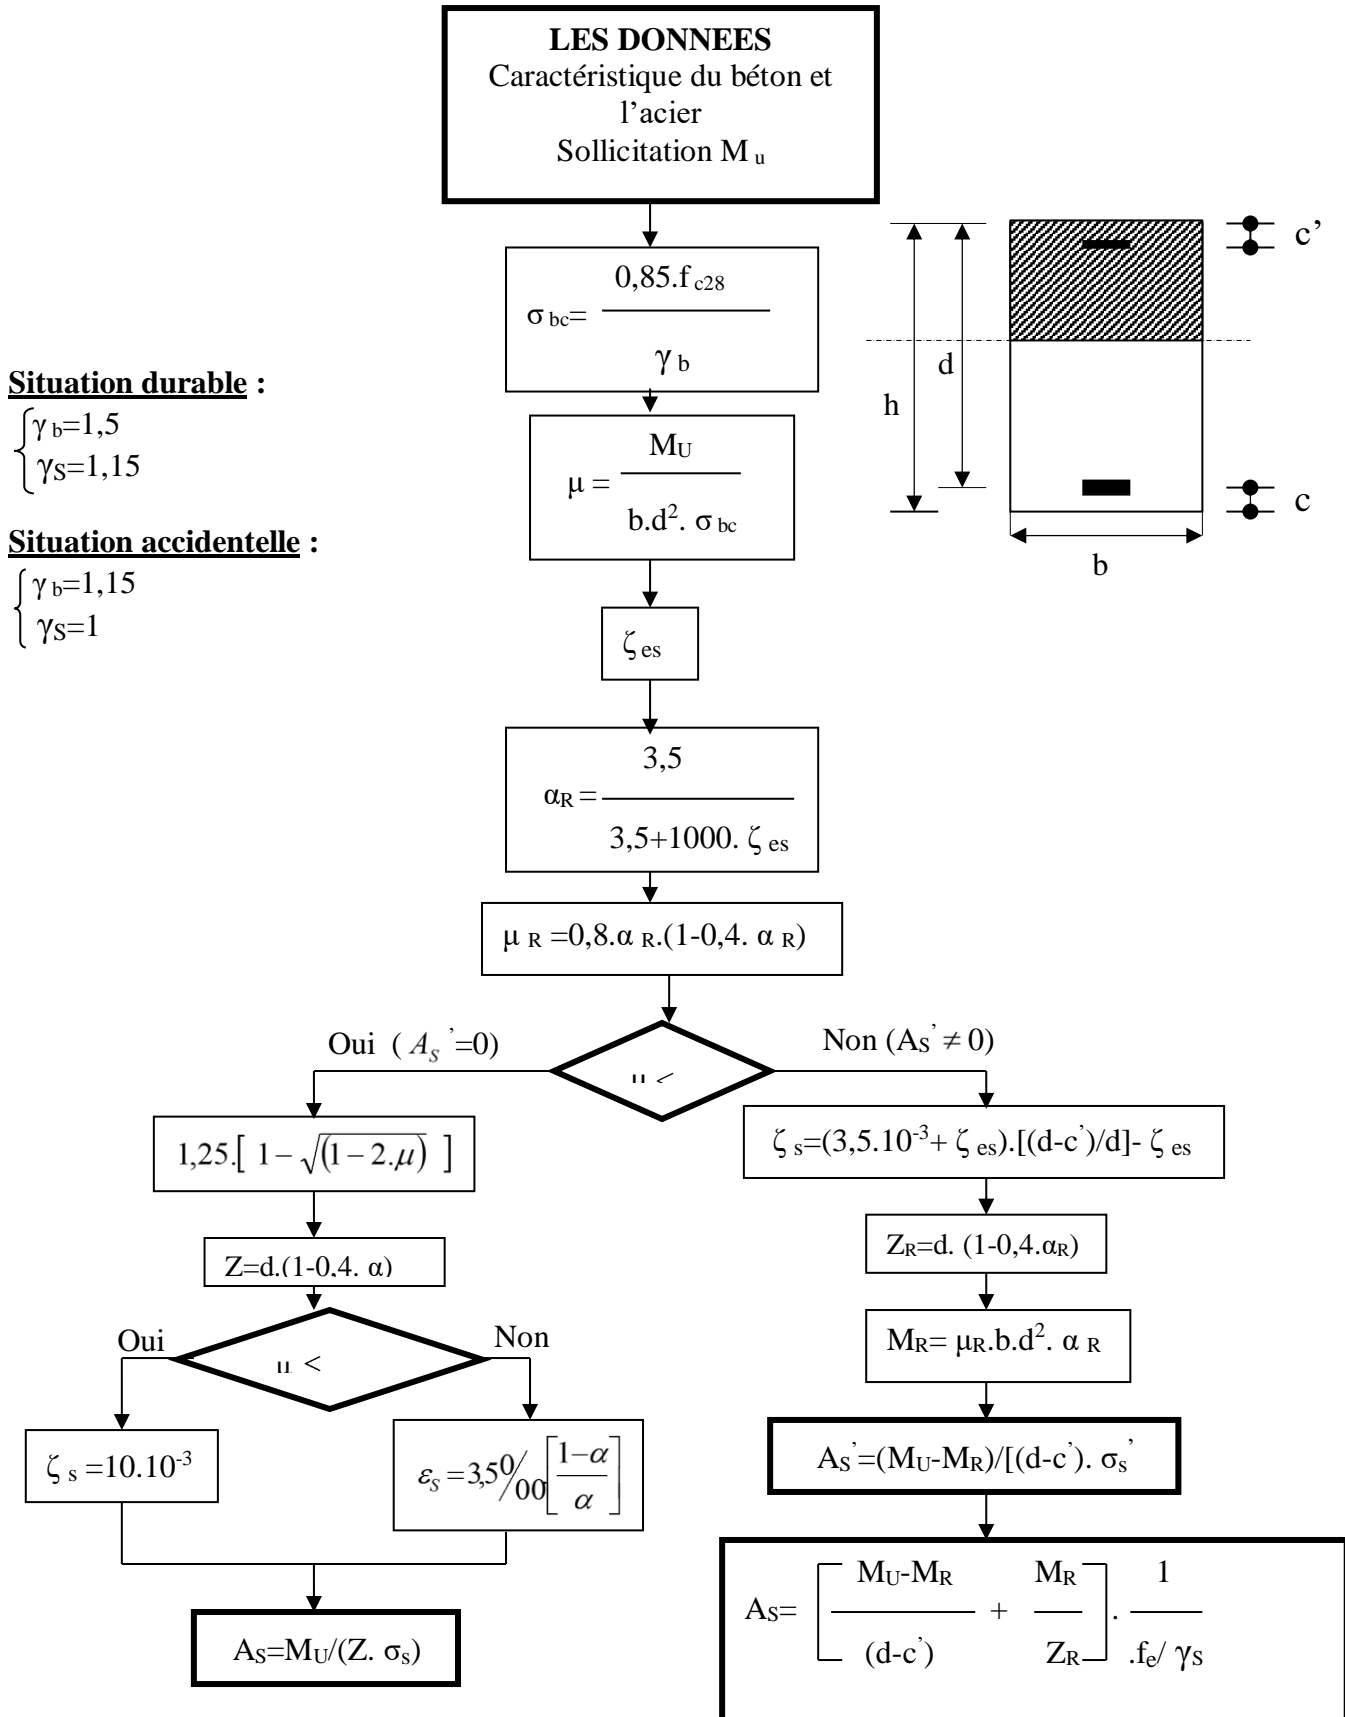 LES DONNEES
Caractéristique du béton et
l’acier
Sollicitation M u
σ bc= 0,85.f c28 / γ b
c’
d
h
c
b
Situation durable :
γ b=1,5
γS=1,15
Situation accidentelle :
γ b=1,15
γS=1
μ = MU / b.d². σ bc
ζ es
αR = 3,5 / 3,5+1000. ζ es
μ R =0,8.α R.(1-0,4. α R)
Oui ( AS ’=0)
Non (AS’ ≠ 0)
μ <
1,25.[ 1−√(1−2.μ) ]
ζ s=(3,5.10-3+ ζ es).[(d-c’)/d]- ζ es
Z=d.(1-0,4. α)
ZR=d. (1-0,4.αR)
Oui
Non
μ <
MR= μR.b.d². α R
ζ s =10.10-3
εS = 3,50/00 [1−α / α]
AS’=(MU-MR)/[(d-c’). σs’
AS=MU/(Z. σs)
AS= [ MU-MR / (d-c’) + MR / ZR ] . 1 / .fe/ γS